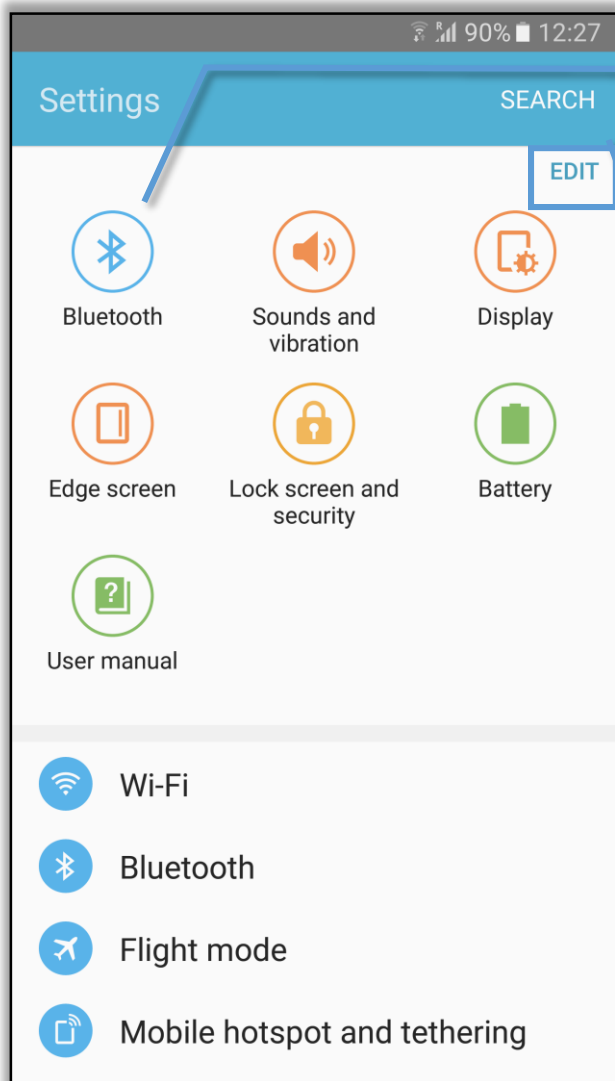 R 90% 12:27
Settings SEARCH
EDIT
Bluetooth Sounds and vibration Display
Edge screen Lock screen and security Battery
?
User manual
Wi-Fi
Bluetooth
Flight mode
Mobile hotspot and tethering